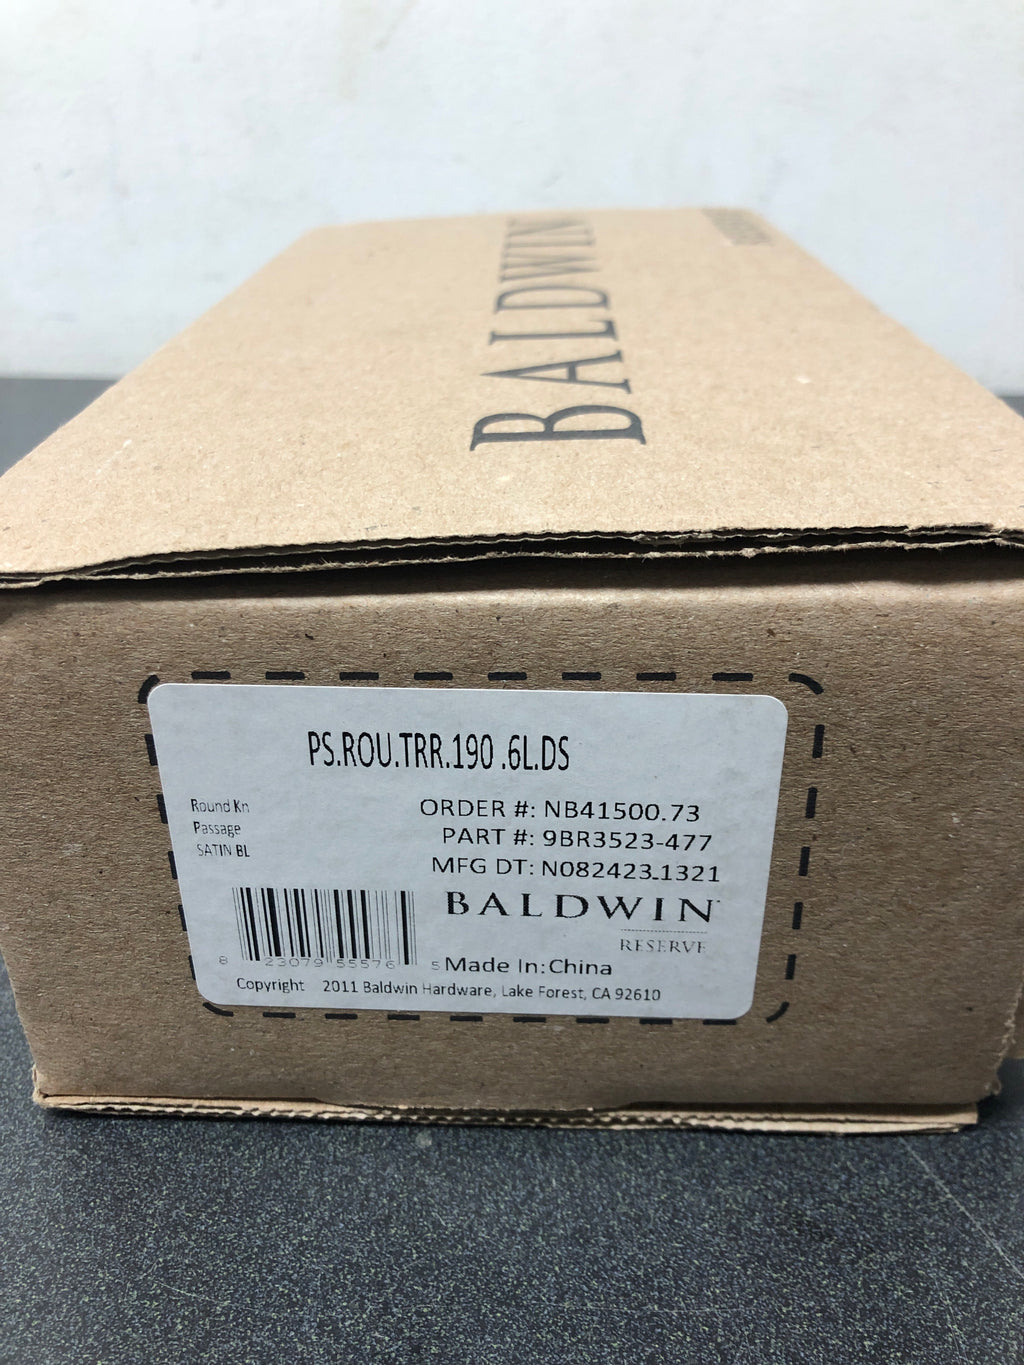 BALDWIN
PS.ROU.TRR.190 .6L.DS
Round Kn
Passage
SATIN BL
ORDER #: NB41500.73
PART #: 9BR3523-477
MFG DT: N082423.1321
BALDWIN
RESERVE
8 23079 55576 5
Made In:China
Copyright 2011 Baldwin Hardware, Lake Forest, CA 92610